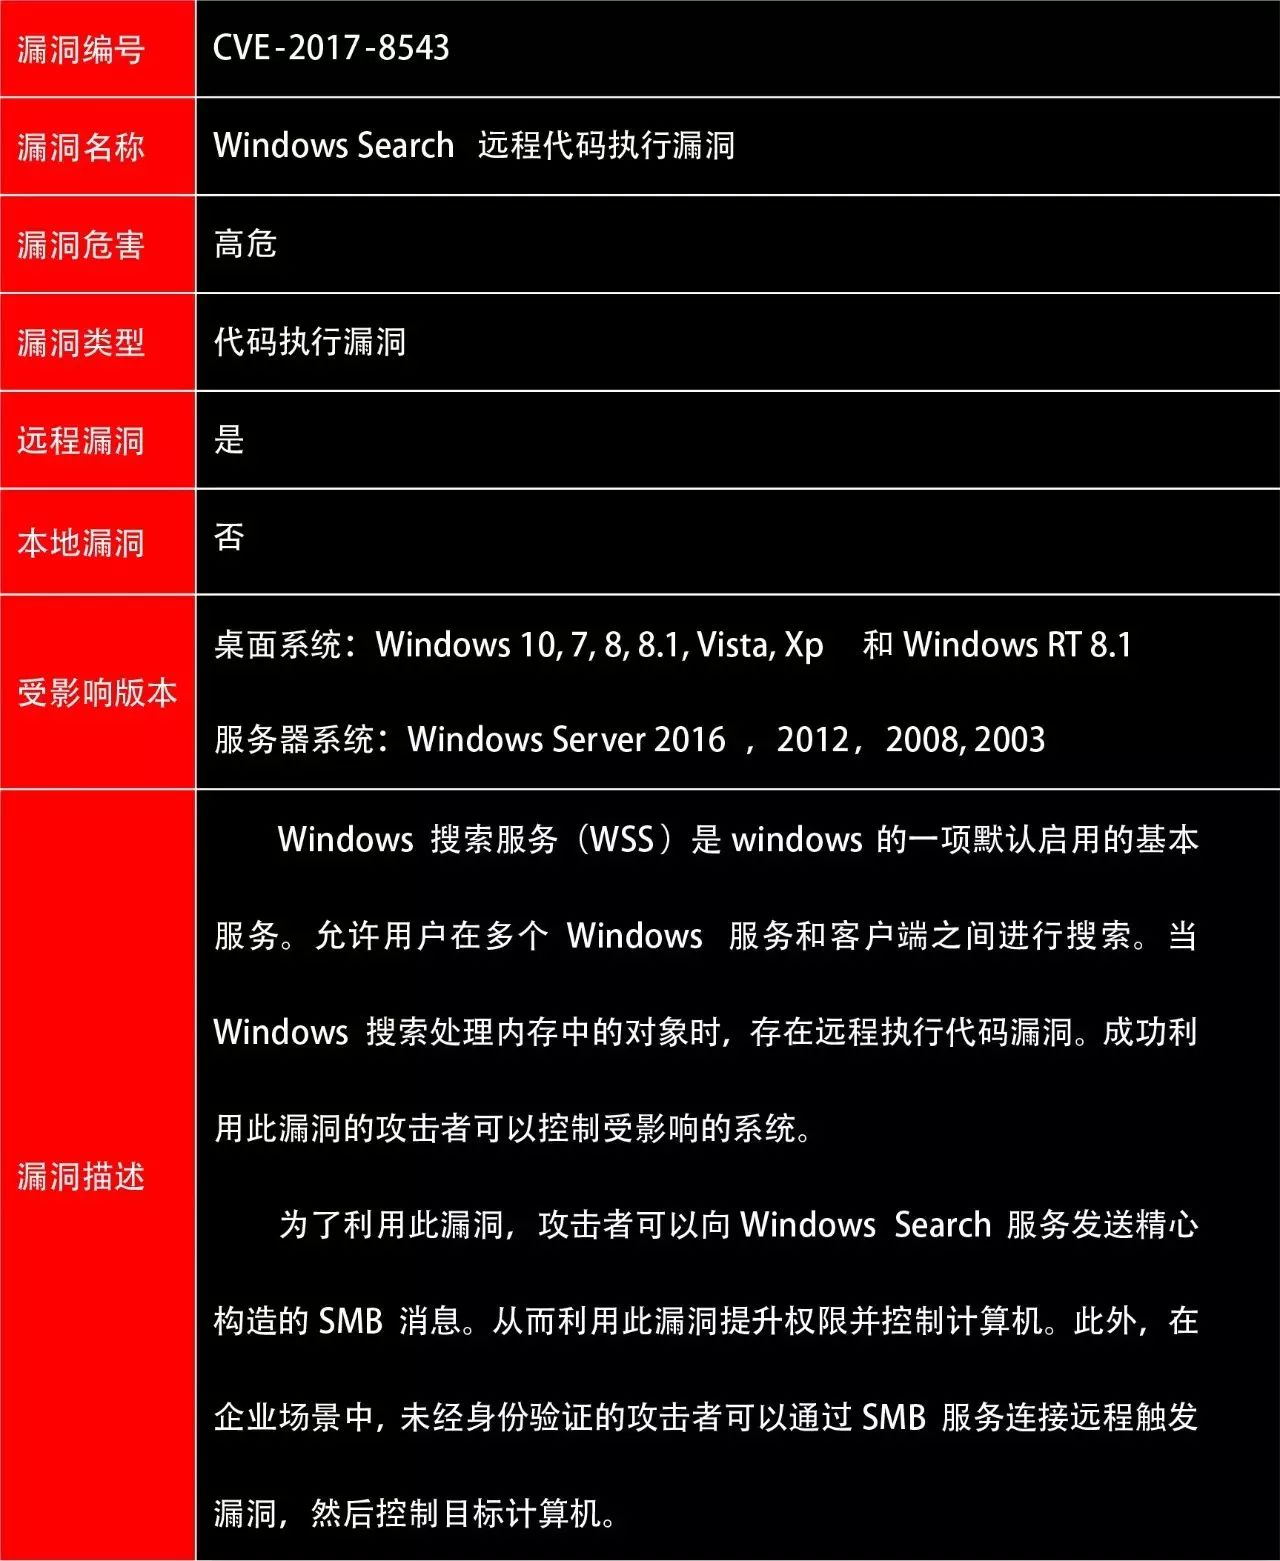 漏洞编号
CVE-2017-8543
漏洞名称
Windows Search 远程代码执行漏洞
漏洞危害
高危
漏洞类型
代码执行漏洞
远程漏洞
是
本地漏洞
否
受影响版本
桌面系统：Windows 10, 7, 8, 8.1, Vista, Xp 和 Windows RT 8.1
服务器系统：Windows Server 2016 ，2012，2008, 2003
漏洞描述
Windows 搜索服务（WSS）是 windows 的一项默认启用的基本
服务。允许用户在多个 Windows 服务和客户端之间进行搜索。当
Windows 搜索处理内存中的对象时，存在远程执行代码漏洞。成功利
用此漏洞的攻击者可以控制受影响的系统。
为了利用此漏洞，攻击者可以向 Windows Search 服务发送精心
构造的 SMB 消息。从而利用此漏洞提升权限并控制计算机。此外，在
企业场景中，未经身份验证的攻击者可以通过 SMB 服务连接远程触发
漏洞，然后控制目标计算机。